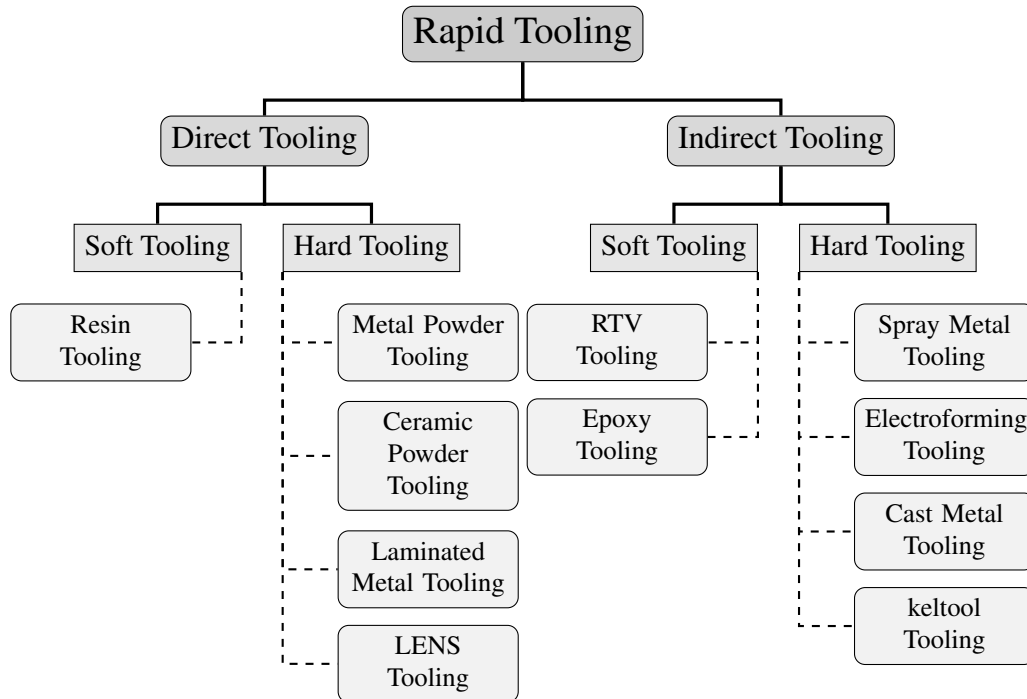 Rapid Tooling
Direct Tooling
Indirect Tooling
Soft Tooling
Hard Tooling
Soft Tooling
Hard Tooling
Resin
Tooling
Metal Powder
Tooling
Ceramic
Powder
Tooling
Laminated
Metal Tooling
LENS
Tooling
RTV
Tooling
Epoxy
Tooling
Spray Metal
Tooling
Electroforming
Tooling
Cast Metal
Tooling
keltool
Tooling